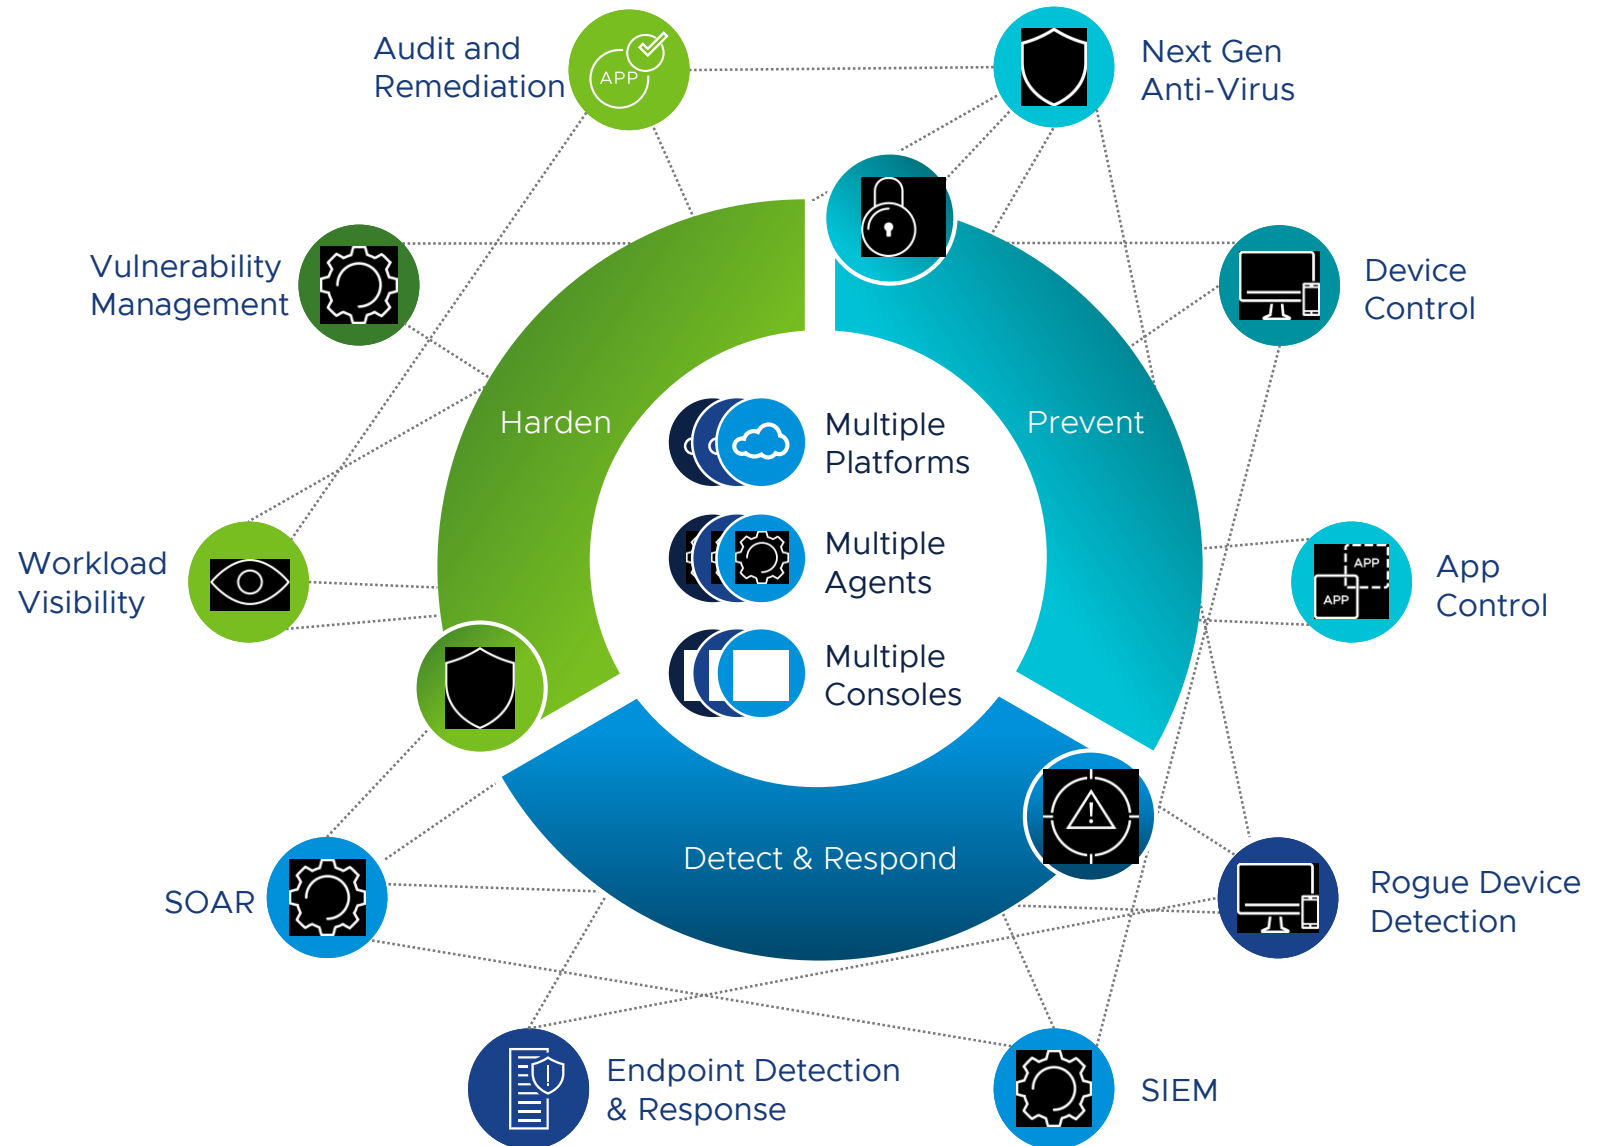 Audit and
Remediation
APP
Next Gen
Anti-Virus
Vulnerability
Management
Device
Control
Harden
Prevent
Multiple
Platforms
Multiple
Agents
Multiple
Consoles
Workload
Visibility
APP
APP
App
Control
Detect & Respond
SOAR
Rogue Device
Detection
Endpoint Detection
& Response
SIEM